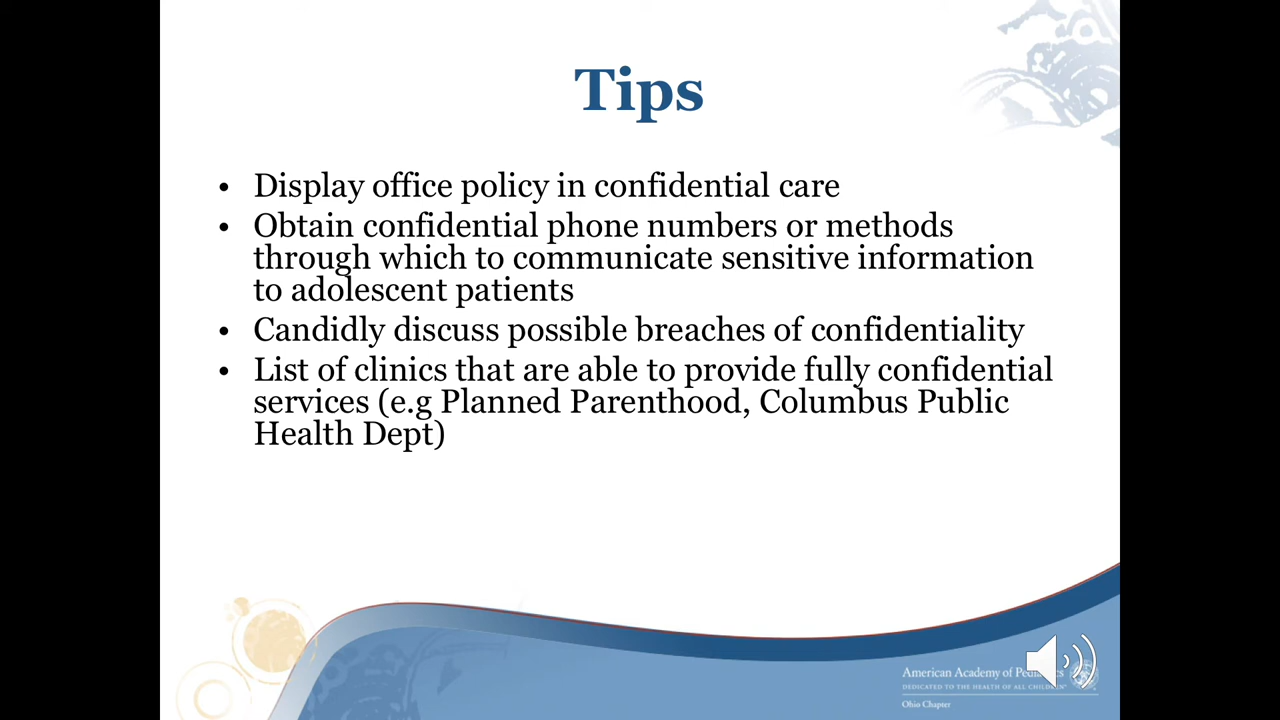 Tips
• Display office policy in confidential care
• Obtain confidential phone numbers or methods
through which to communicate sensitive information
to adolescent patients
• Candidly discuss possible breaches of confidentiality
• List of clinics that are able to provide fully confidential
services (e.g Planned Parenthood, Columbus Public
Health Dept)
American Academy of
DEDICATED TO THE HEALTH OF ALL
Ohio Chapter